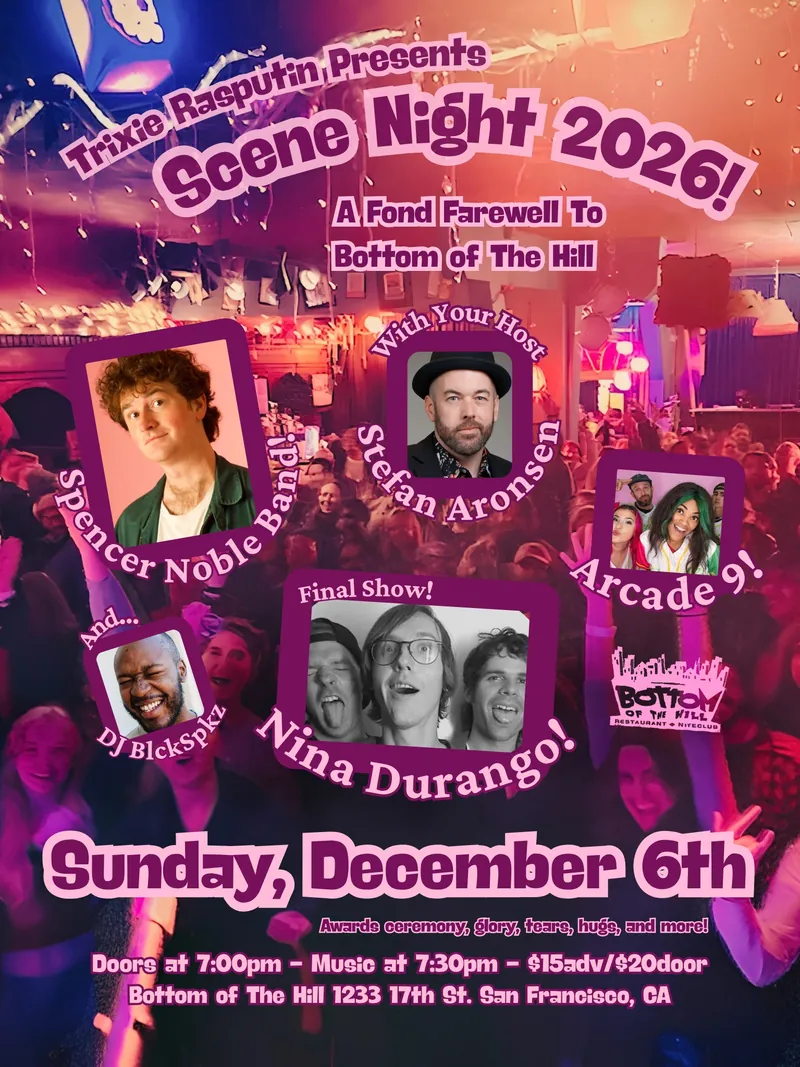 Trixie Rasputin Presents
Scene Night 2026!
A Fond Farewell To
Bottom of The Hill
With Your Host
Stefan Aronsen
Spencer Noble Band!
Arcade 9!
Final Show!
Nina Durango!
And...
DJ BlckSpkz
BOTTOM
OF THE HILL
RESTAURANT + NITECLUB
Sunday, December 6th
Awards ceremony, glory, tears, hugs, and more!
Doors at 7:00pm – Music at 7:30pm – $15adv/$20door
Bottom of The Hill 1233 17th St. San Francisco, CA